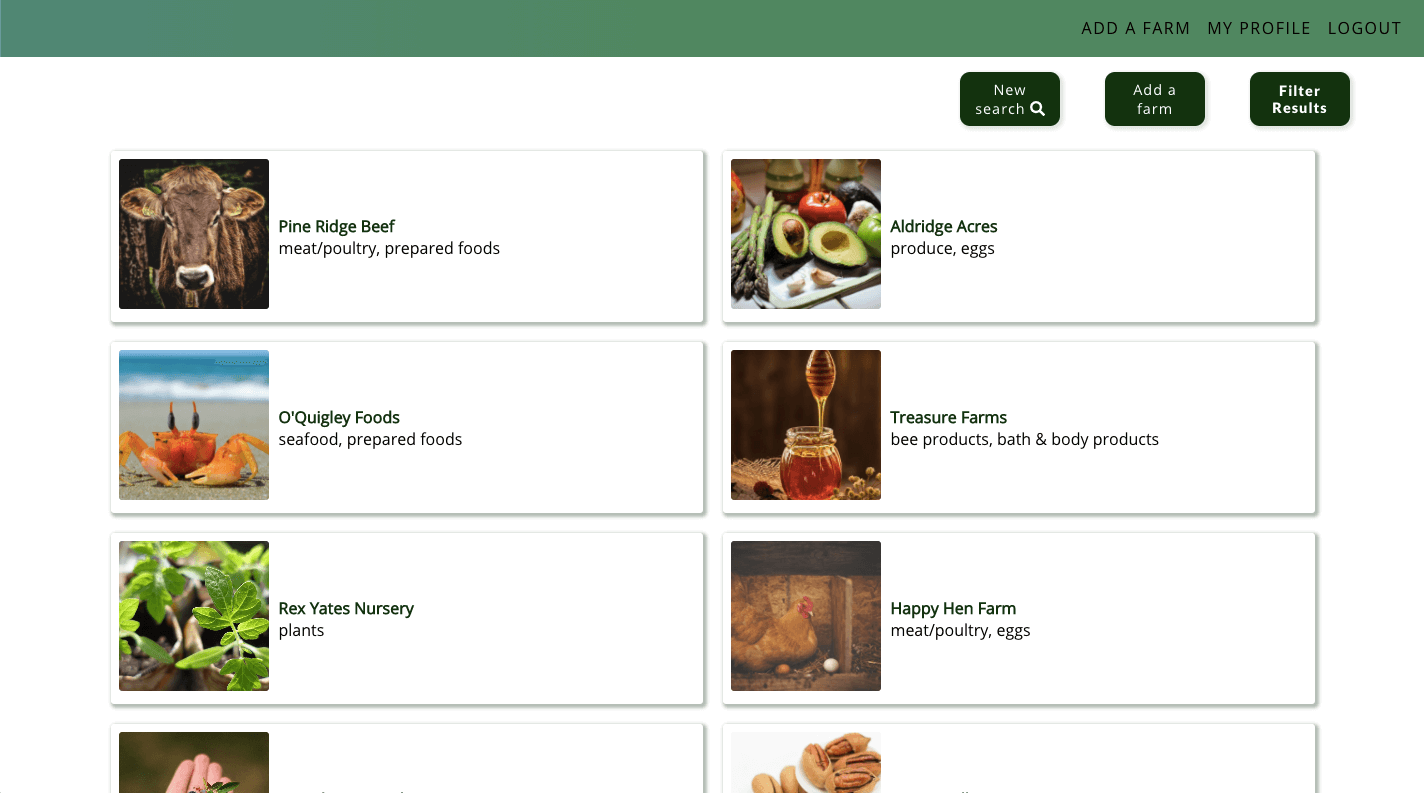 ADD A FARM MY PROFILE LOGOUT
New
search
Add a
farm
Filter
Results
Pine Ridge Beef
meat/poultry, prepared foods
Aldridge Acres
produce, eggs
O'Quigley Foods
seafood, prepared foods
Treasure Farms
bee products, bath & body products
Rex Yates Nursery
plants
Happy Hen Farm
meat/poultry, eggs